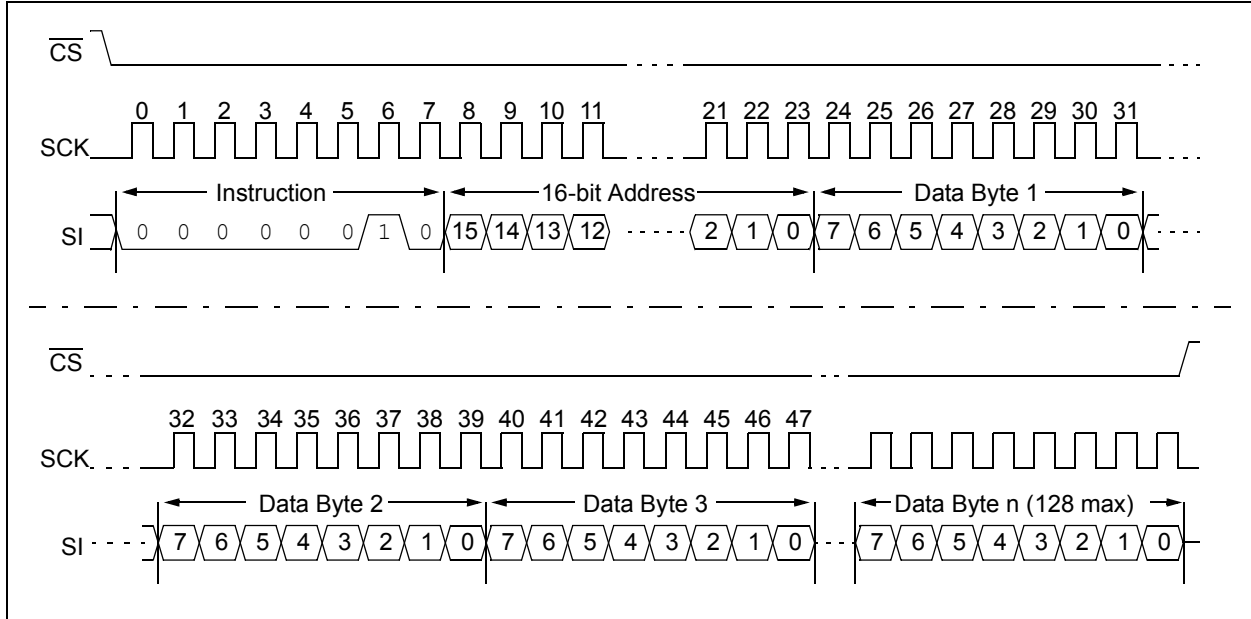 CS
0 1 2 3 4 5 6 7 8 9 10 11 21 22 23 24 25 26 27 28 29 30 31
SCK
Instruction 16-bit Address Data Byte 1
SI 0 0 0 0 0 0 1 0 15 14 13 12 2 1 0 7 6 5 4 3 2 1 0
CS
32 33 34 35 36 37 38 39 40 41 42 43 44 45 46 47
SCK
Data Byte 2 Data Byte 3 Data Byte n (128 max)
SI 7 6 5 4 3 2 1 0 7 6 5 4 3 2 1 0 7 6 5 4 3 2 1 0